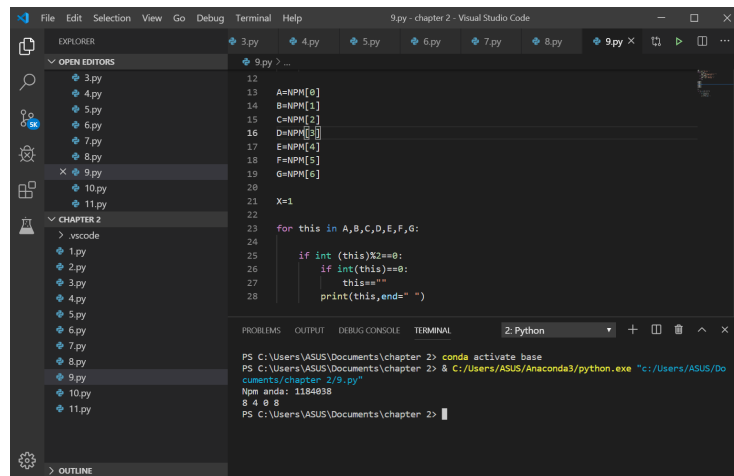 File Edit Selection View Go Debug Terminal Help 9.py - chapter 2 - Visual Studio Code
EXPLORER
OPEN EDITORS
3.py
4.py
5.py
6.py
7.py
8.py
9.py
10.py
11.py
CHAPTER 2
.vscode
1.py
2.py
3.py
4.py
5.py
6.py
7.py
8.py
9.py
10.py
11.py
OUTLINE
SK
3.py 4.py 5.py 6.py 7.py 8.py 9.py
9.py > ...
12
13 A=NPM[0]
14 B=NPM[1]
15 C=NPM[2]
16 D=NPM[3]
17 E=NPM[4]
18 F=NPM[5]
19 G=NPM[6]
20
21 X=1
22
23 for this in A,B,C,D,E,F,G:
24
25 if int (this)%2==0:
26 if int(this)==0:
27 this==""
28 print(this,end=" ")
PROBLEMS OUTPUT DEBUG CONSOLE TERMINAL 2: Python
PS C:\Users\ASUS\Documents\chapter 2> conda activate base
PS C:\Users\ASUS\Documents\chapter 2> & C:/Users/ASUS/Anaconda3/python.exe "c:/Users/ASUS/Do
cuments/chapter 2/9.py"
Npm anda: 1184038
8 4 0 8
PS C:\Users\ASUS\Documents\chapter 2>